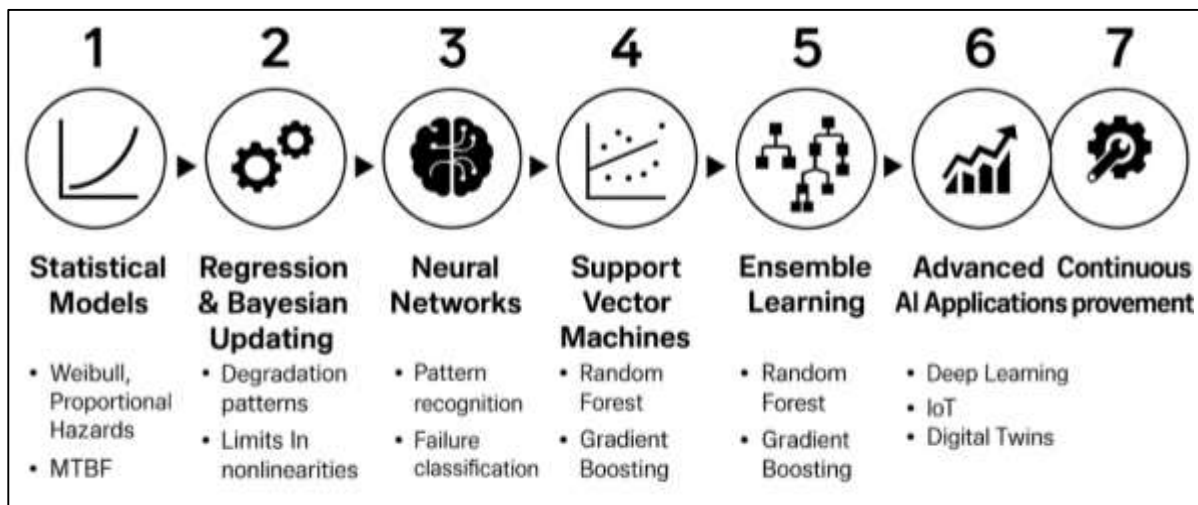 1
Statistical
Models
• Weibull,
Proportional
Hazards
• MTBF
2
Regression
& Bayesian
Updating
• Degradation
patterns
• Limits In
nonlinearities
3
Neural
Networks
• Pattern
recognition
• Failure
classification
4
Support
Vector
Machines
• Random
Forest
• Gradient
Boosting
5
Ensemble
Learning
• Random
Forest
• Gradient
Boosting
6
Advanced
AI Applications
• Deep Learning
• IoT
• Digital Twins
7
Continuous
provement